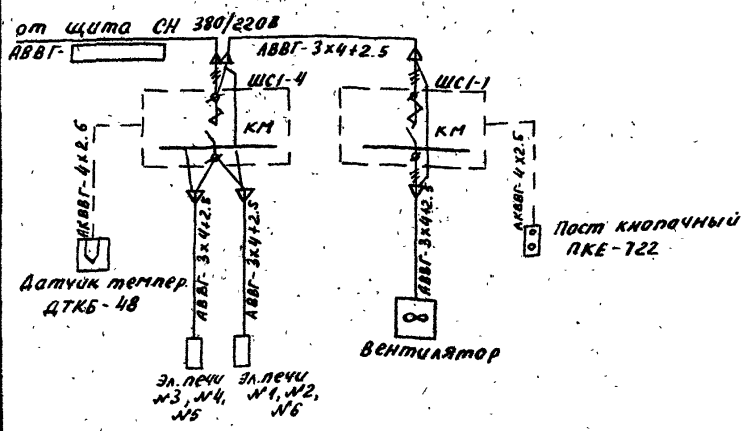 от щита СН 380/220В
АВВГ-
АВВГ-3х4+2.5
ШС1-4
ШС1-1
КМ
КМ
АКВВГ-4х2.5
АКВВГ-4х2.5
Пост кнопачный
ПКЕ-722
Датчик темпер.
ДТКБ-48
АВВГ-3х4+2.5
АВВГ-3х4+2.5
АВВГ-3х4+2.5
Вентилятор
Эл. печи
№3, №4,
№5
Эл. печи
№1, №2,
№6